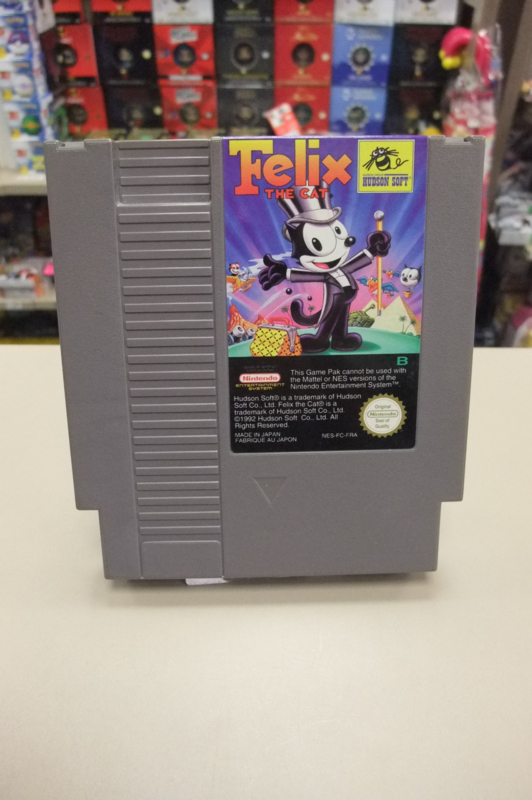 Felix
THE CAT
HUDSON SOFT
B
Nintendo
ENTERTAINMENT
SYSTEM
This Game Pak cannot be used with
the Mattel or NES versions of the
Nintendo Entertainment System™
Hudson Soft® is a trademark of Hudson
Soft Co., Ltd. Felix the Cat® is a
trademark of Hudson Soft Co., Ltd.
©1992 Hudson Soft Co., Ltd. All
Rights Reserved.
MADE IN JAPAN
FABRIQUE AU JAPON
NES-FC-FRA
Original
Nintendo
Seal of
Quality